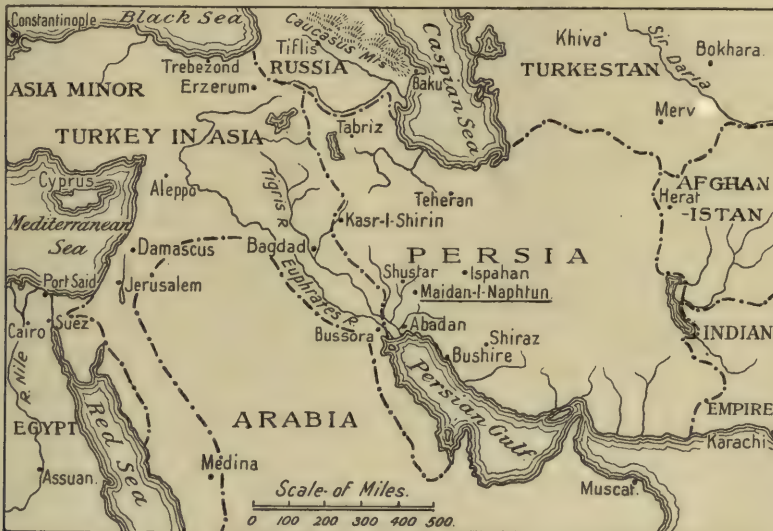 Constantinople
Black Sea
Trebezond
Erzerum
Tiflis
Caucasus Mts
RUSSIA
Baku
Caspian Sea
Khiva
Sir Daria
Bokhara.
TURKESTAN
Merv
ASIA MINOR
TURKEY IN ASIA
Tabriz
Teheran
Cyprus
Aleppo
Tigris R.
Kasr-I-Shirin
Herat
AFGHAN
-ISTAN
Mediterranean
Sea
Damascus
Bagdad
PERSIA
Shustar
Ispahan
Maidan-I-Naphtun.
Port Said
Jerusalem
Euphrates R.
Abadan
Shiraz
Cairo
Suez
Bussora
Bushire
INDIAN
EMPIRE
R. Nile
EGYPT
Red Sea
ARABIA
Persian Gulf
Karachi
Assuan.
Medina
Muscat.
Scale of Miles.
0 100 200 300 400 500.